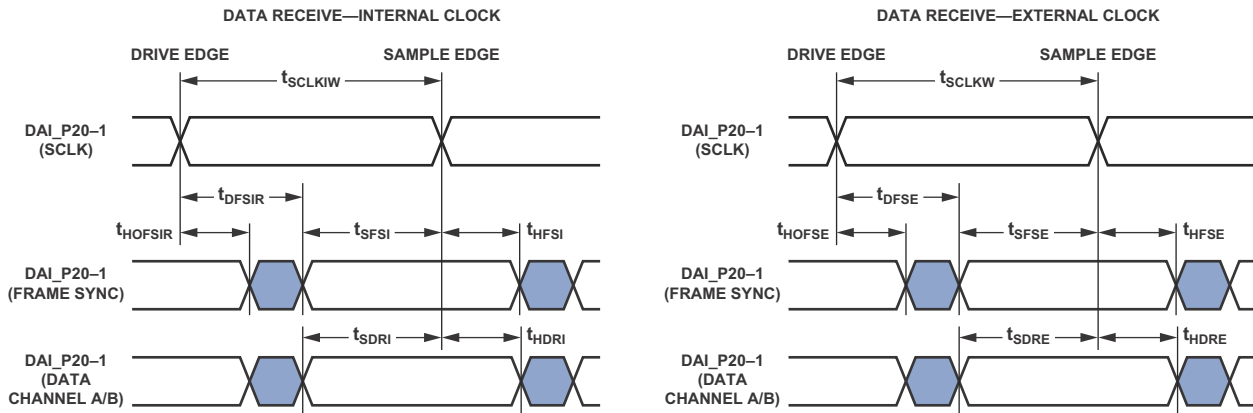 DATA RECEIVE—INTERNAL CLOCK
DRIVE EDGE
SAMPLE EDGE
tSCLKIW
DAI_P20–1
(SCLK)
tDFSIR
tHOFSIR
tSFSI
tHFSI
DAI_P20–1
(FRAME SYNC)
tSDRI
tHDRI
DAI_P20–1
(DATA
CHANNEL A/B)
DATA RECEIVE—EXTERNAL CLOCK
DRIVE EDGE
SAMPLE EDGE
tSCLKW
DAI_P20–1
(SCLK)
tDFSE
tHOFSE
tSFSE
tHFSE
DAI_P20–1
(FRAME SYNC)
tSDRE
tHDRE
DAI_P20–1
(DATA
CHANNEL A/B)